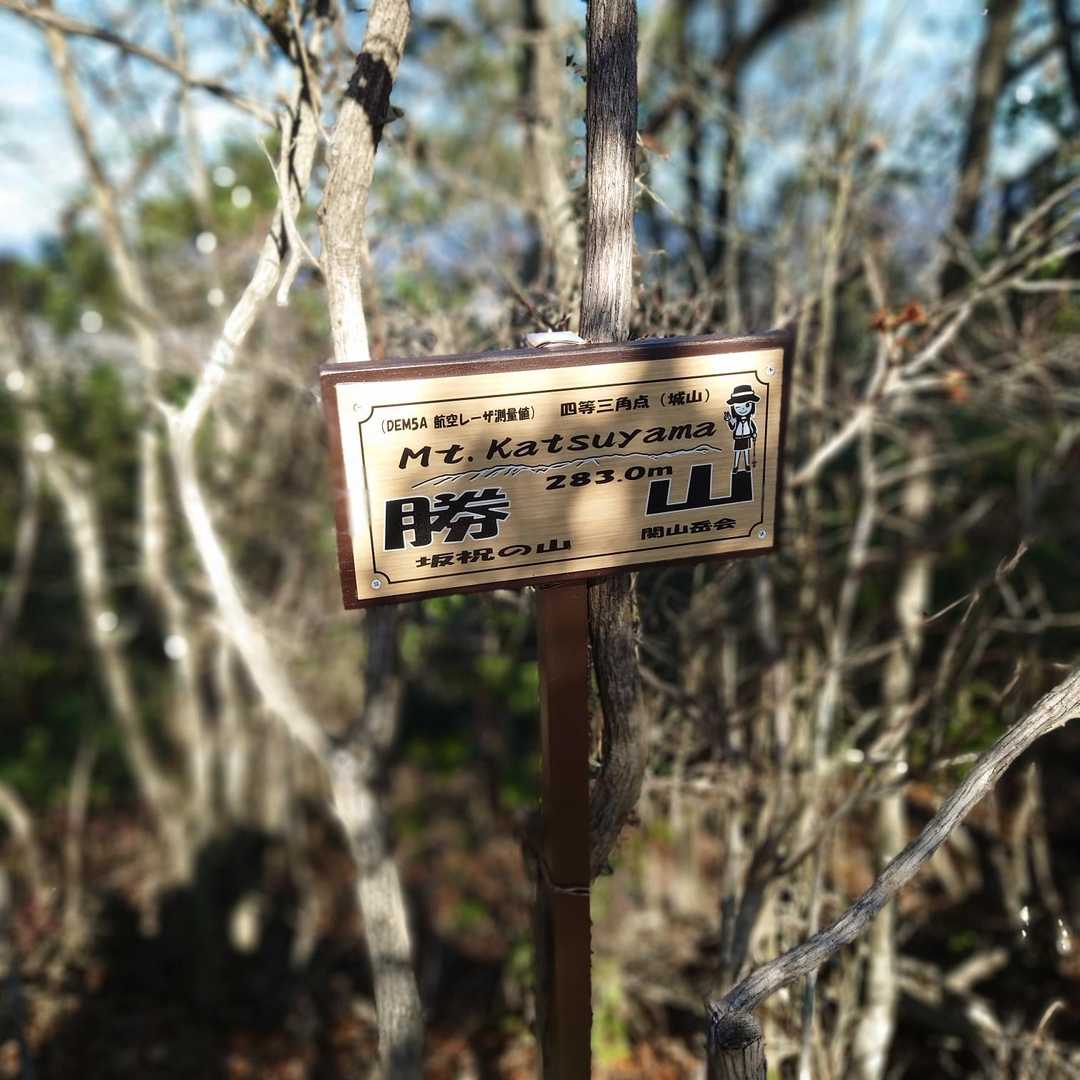 (DEM5A 航空レーザ測量値) 四等三角点(城山)
Mt. Katsuyama
283.0m
勝山
坂祝の山
関山岳会